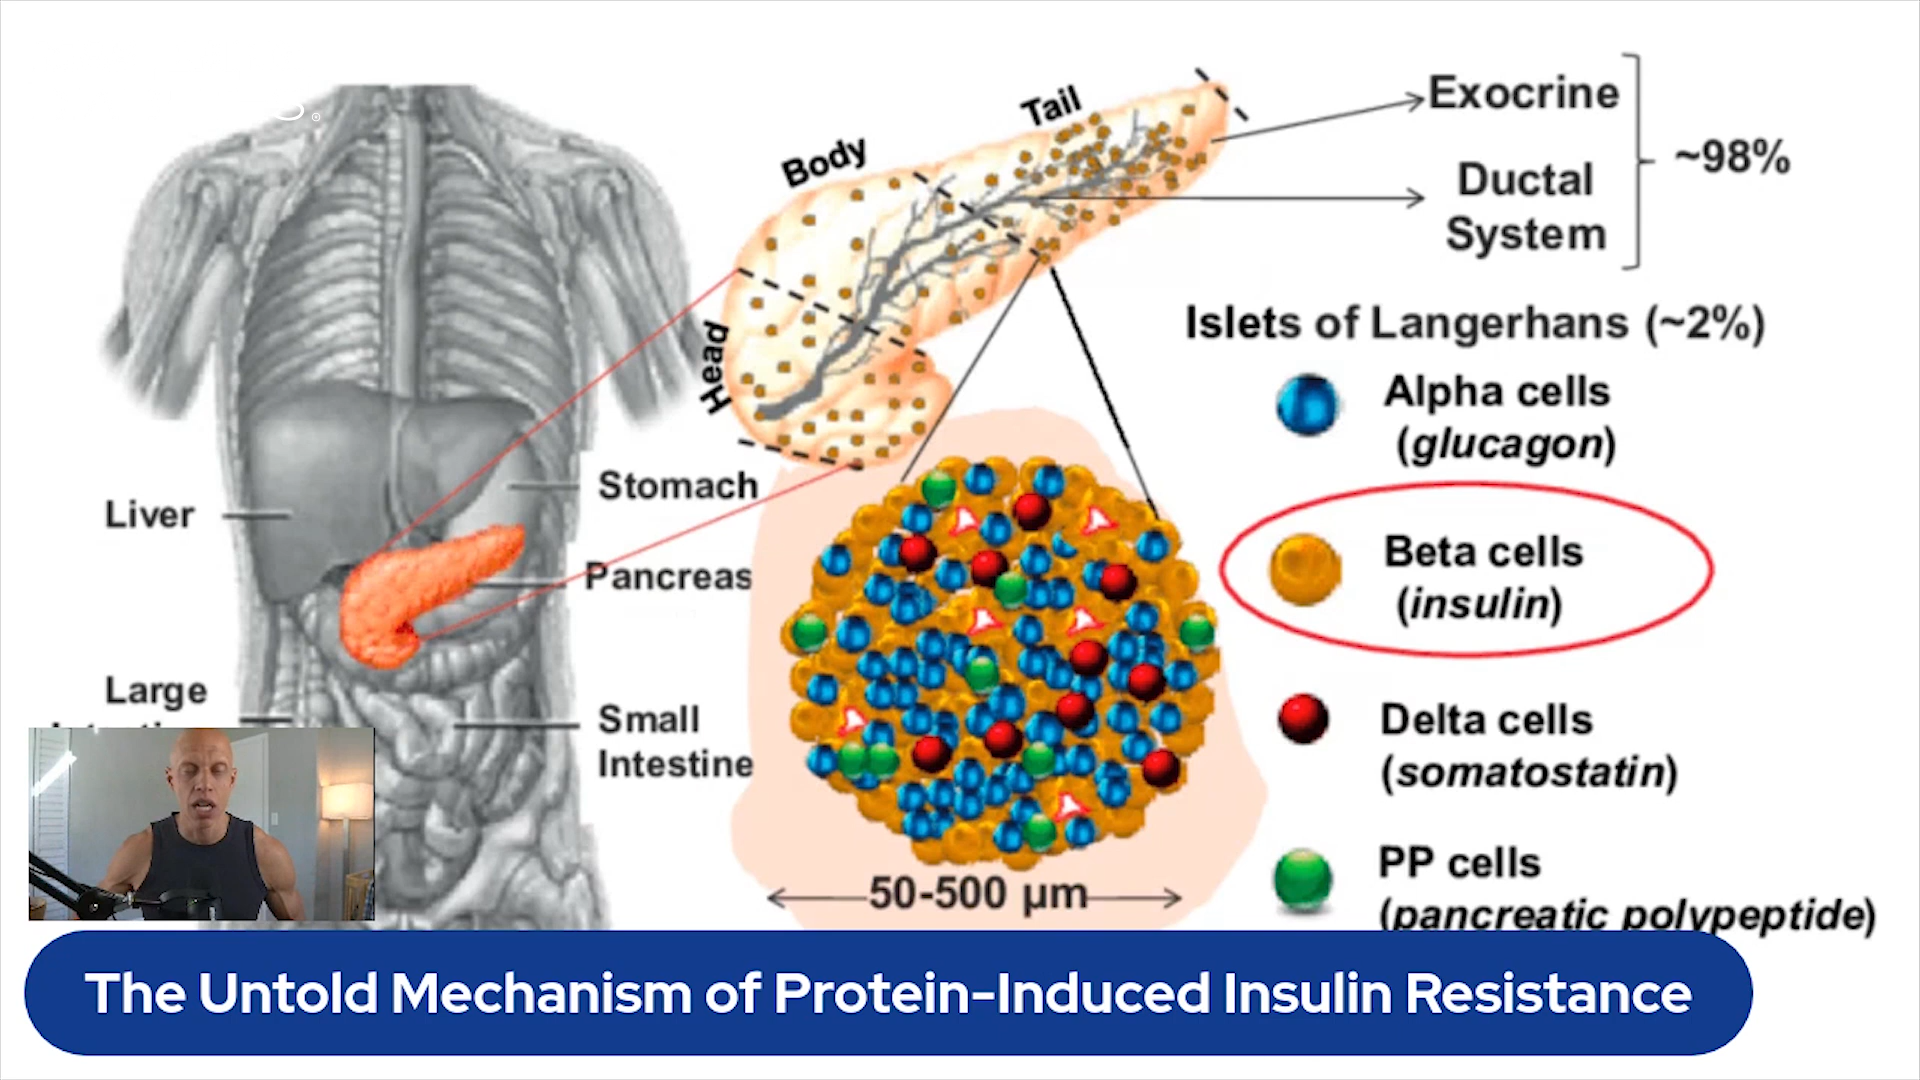 Tail
Body
Head
Exocrine
Ductal
System
~98%
Islets of Langerhans (~2%)
Alpha cells
(glucagon)
Beta cells
(insulin)
Delta cells
(somatostatin)
PP cells
(pancreatic polypeptide)
Liver
Stomach
Pancreas
Large
Small
Intestine
50-500 µm
The Untold Mechanism of Protein-Induced Insulin Resistance